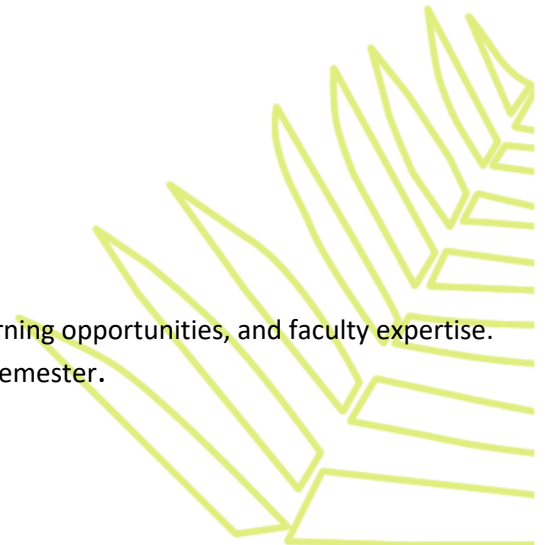 rning opportunities, and faculty expertise.
emester.